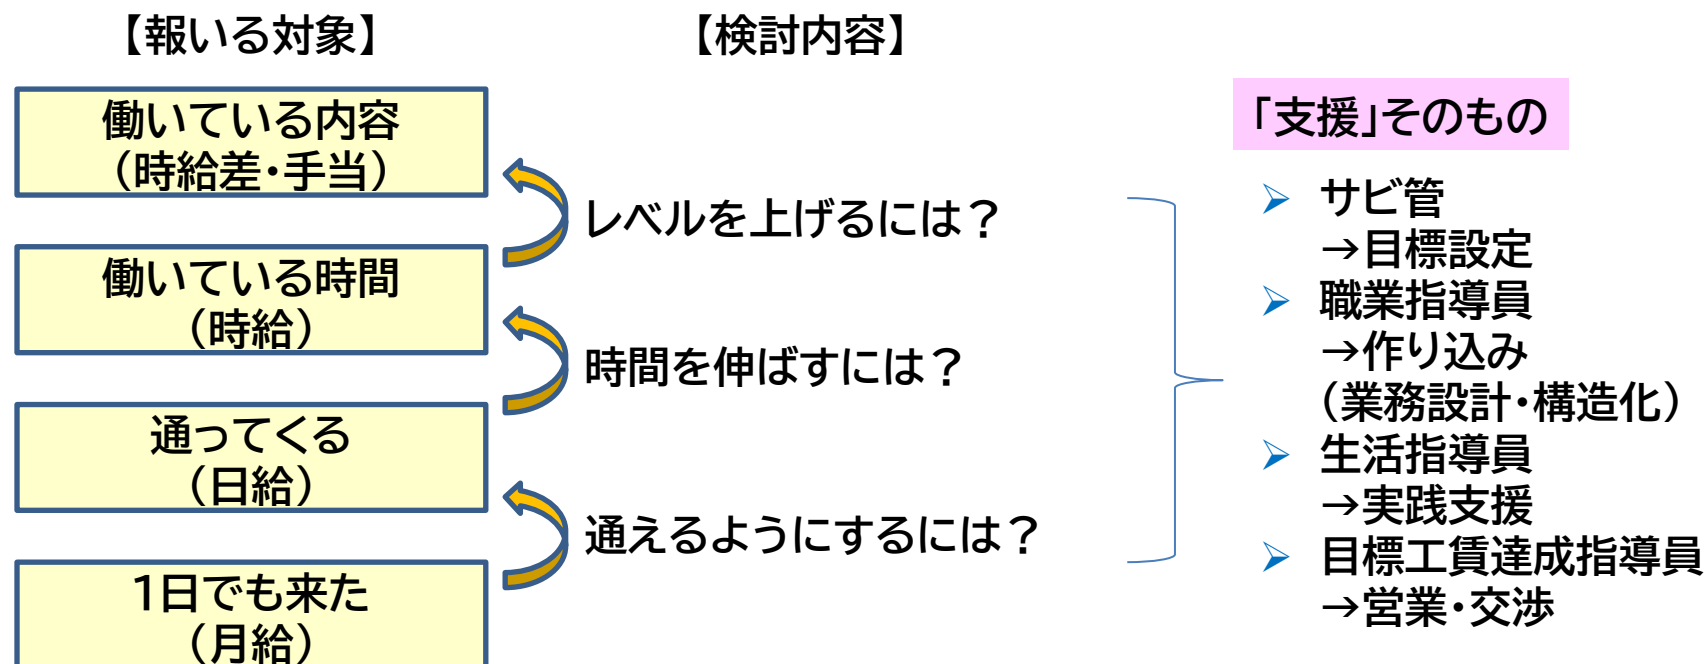 【報いる対象】
【検討内容】
働いている内容
（時給差・手当）
働いている時間
（時給）
通ってくる
（日給）
1日でも来た
（月給）
レベルを上げるには？
時間を伸ばすには？
通えるようにするには？
「支援」そのもの
➢ サビ管
→目標設定
➢ 職業指導員
→作り込み
（業務設計・構造化）
➢ 生活指導員
→実践支援
➢ 目標工賃達成指導員
→営業・交渉